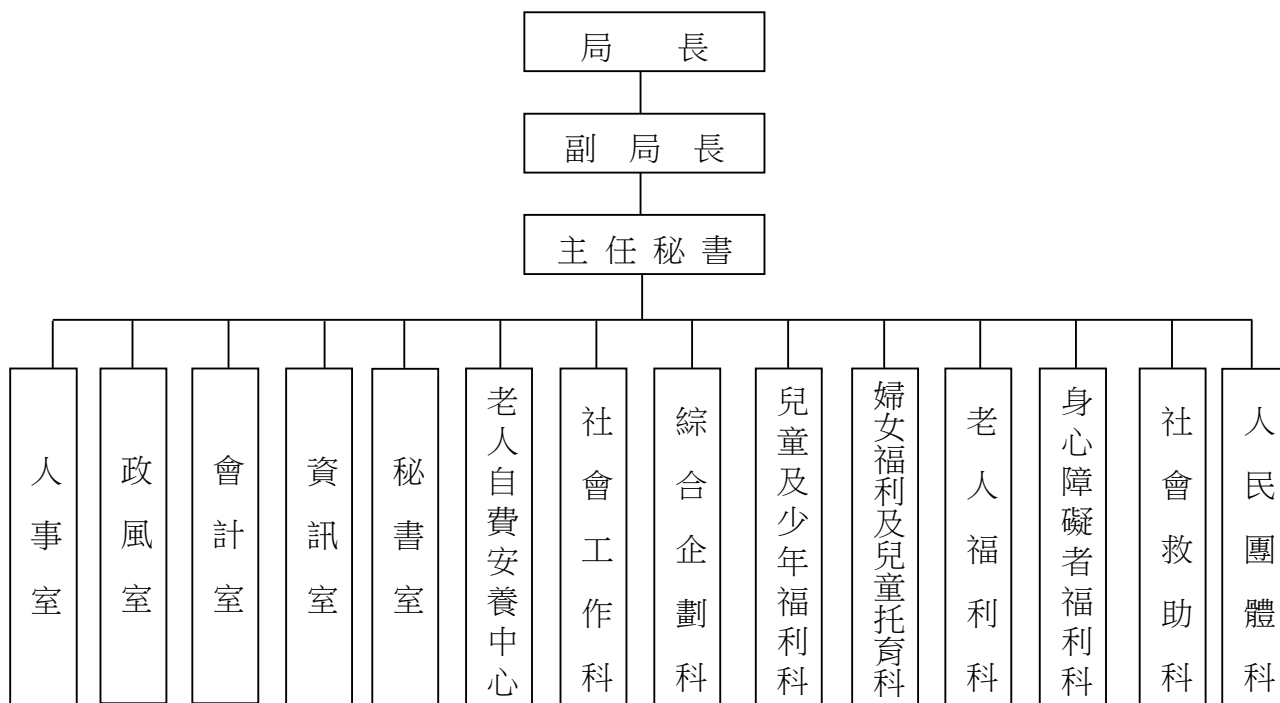 局長
副局長
主任秘書
人事室
政風室
會計室
資訊室
秘書室
老人自費安養中心
社會工作科
綜合企劃科
兒童及少年福利科
婦女福利及兒童托育科
老人福利科
身心障礙者福利科
社會救助科
人民團體科